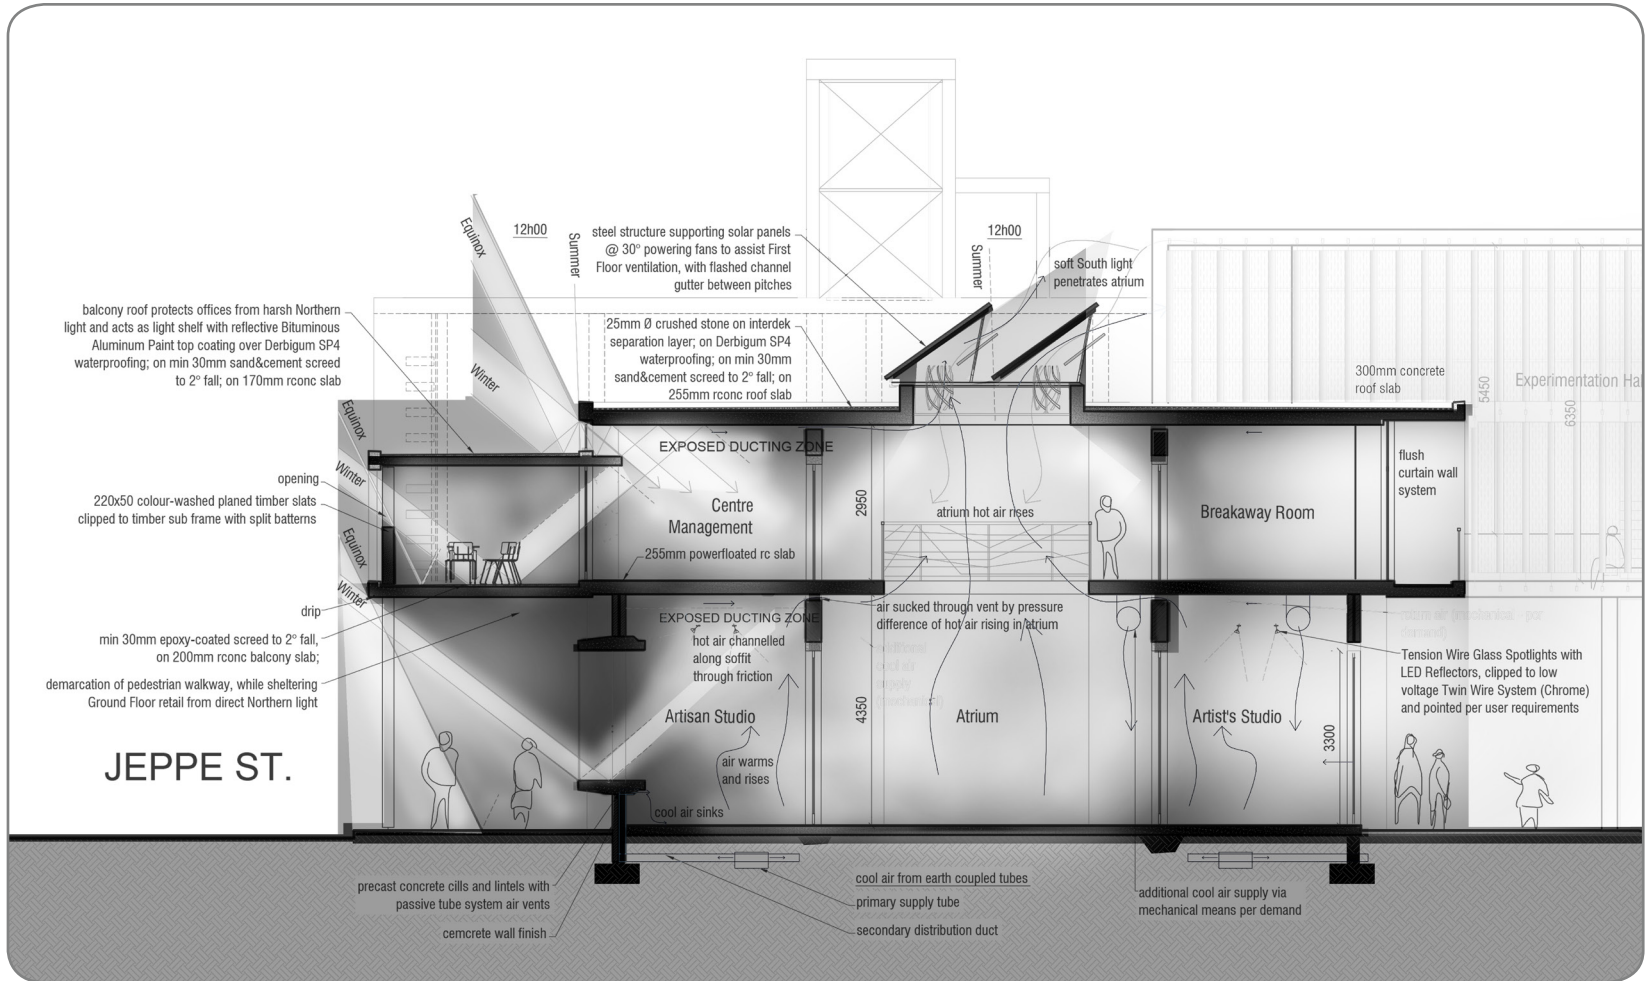 Equinox
12h00
Summer
steel structure supporting solar panels
@ 30° powering fans to assist First
Floor ventilation, with flashed channel
gutter between pitches
12h00
Summer
soft South light
penetrates atrium
balcony roof protects offices from harsh Northern
light and acts as light shelf with reflective Bituminous
Aluminum Paint top coating over Derbigum SP4
waterproofing; on min 30mm sand&cement screed
to 2° fall; on 170mm rconc slab
25mm Ø crushed stone on interdek
separation layer; on Derbigum SP4
waterproofing; on min 30mm
sand&cement screed to 2° fall; on
255mm rconc roof slab
Winter
300mm concrete
roof slab
5450
Experimentation Hal
6350
Equinox
Winter
EXPOSED DUCTING ZONE
flush
curtain wall
system
opening
220x50 colour-washed planed timber slats
clipped to timber sub frame with split batterns
Centre
Management
2950
atrium hot air rises
Breakaway Room
Equinox
Winter
255mm powerfloated rc slab
drip
min 30mm epoxy-coated screed to 2° fall,
on 200mm rconc balcony slab;
EXPOSED DUCTING ZONE
air sucked through vent by pressure
difference of hot air rising in atrium
hot air channelled
along soffit
through friction
additional
cool air
supply
(mechanical)
demand)
Tension Wire Glass Spotlights with
LED Reflectors, clipped to low
voltage Twin Wire System (Chrome)
and pointed per user requirements
demarcation of pedestrian walkway, while sheltering
Ground Floor retail from direct Northern light
Artisan Studio
4350
Atrium
Artist's Studio
3300
JEPPE ST.
air warms
and rises
cool air sinks
precast concrete cills and lintels with
passive tube system air vents
cemcrete wall finish
cool air from earth coupled tubes
primary supply tube
secondary distribution duct
additional cool air supply via
mechanical means per demand